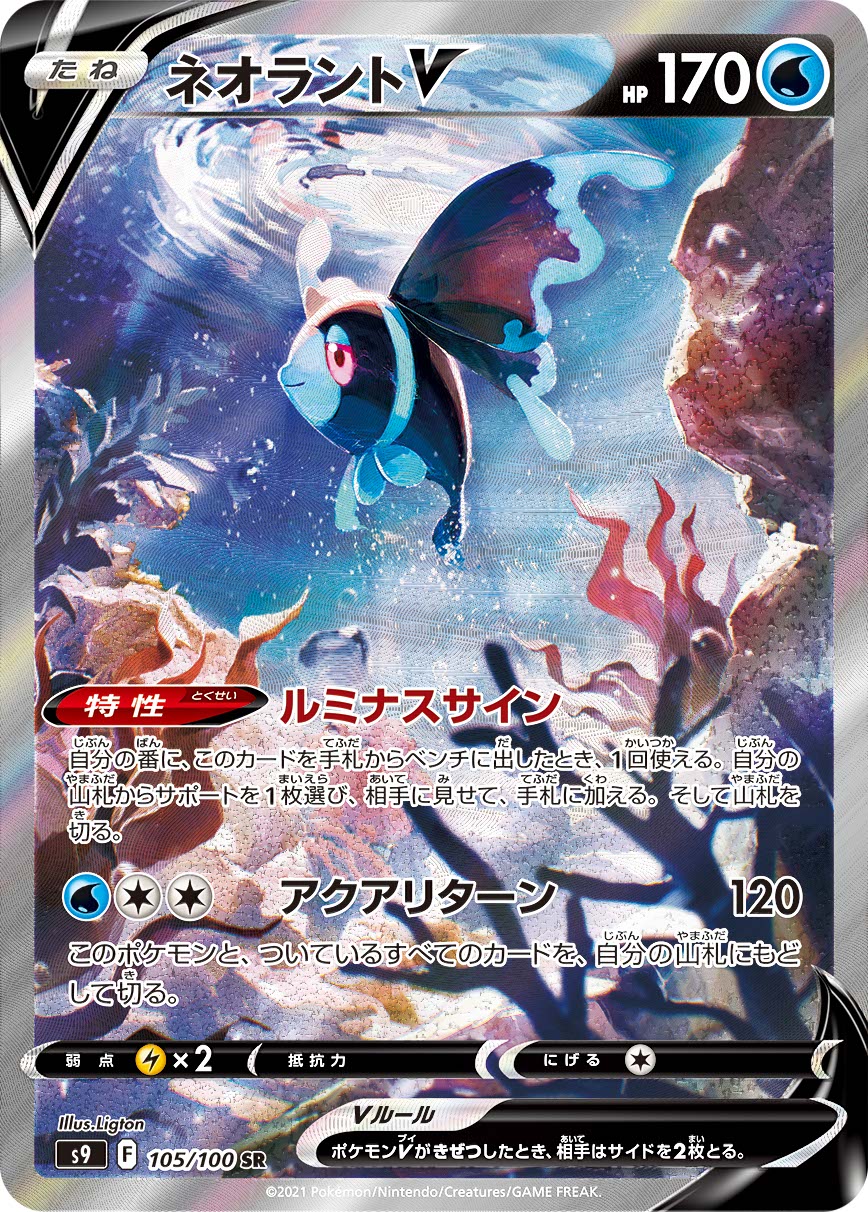 たね ネオラントV HP 170
特性 とくせい ルミナスサイン
自分の番に、このカードを手札からベンチに出したとき、1回使える。自分の
山札からサポートを1枚選び、相手に見せて、手札に加える。そして山札を
切る。
アクアリターン 120
このポケモンと、ついているすべてのカードを、自分の山札にもど
して切る。
弱点 ×2 抵抗力 にげる
Illus.Ligton
Vルール
ポケモンVがきぜつしたとき、相手はサイドを2枚とる。
s9 F 105/100 SR
©2021 Pokémon/Nintendo/Creatures/GAME FREAK.